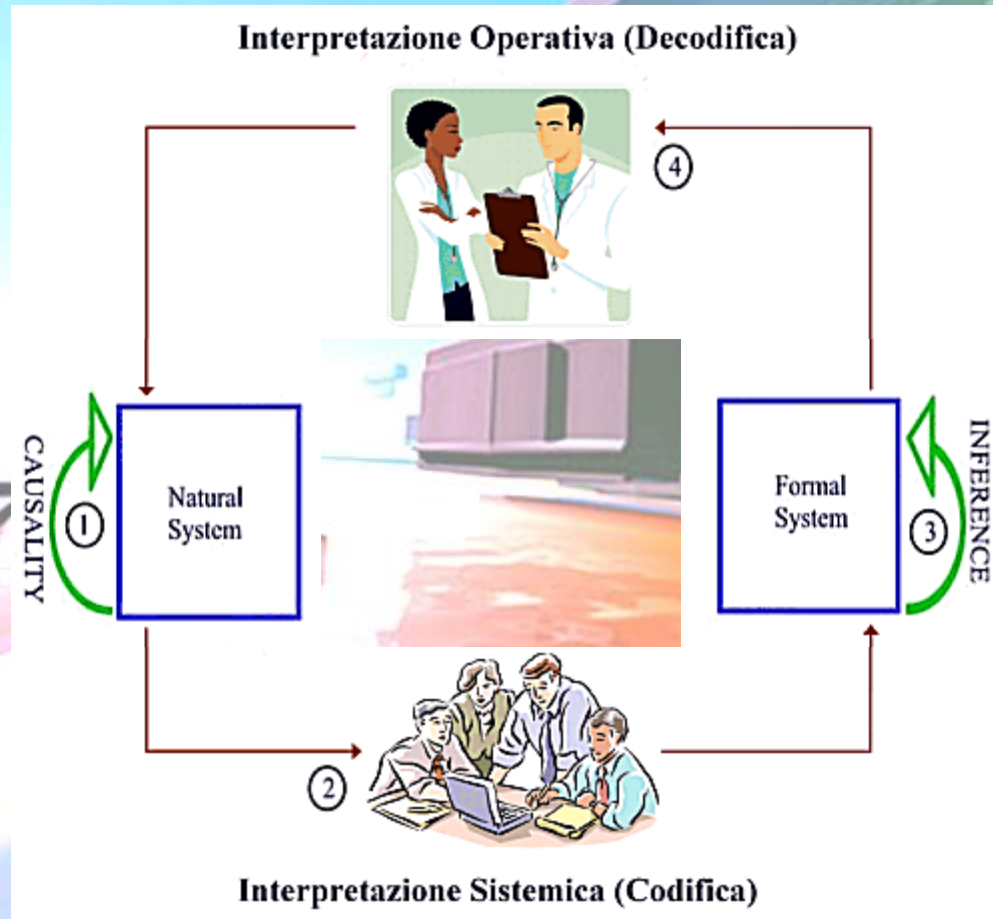 Interpretazione Operativa (Decodifica)
4
CAUSALITY
1
Natural
System
Formal
System
3
INFERENCE
2
Interpretazione Sistemica (Codifica)